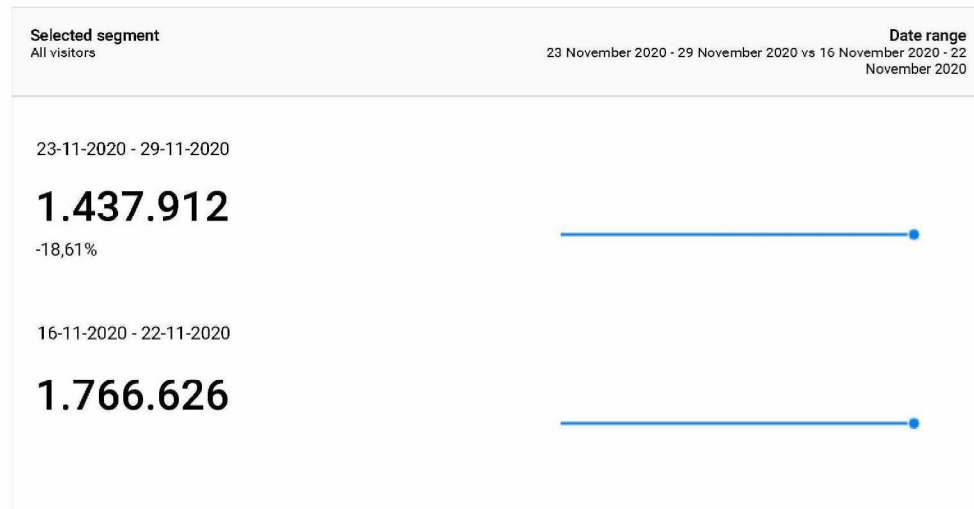 Selected segment
All visitors
Date range
23 November 2020 - 29 November 2020 vs 16 November 2020 - 22
November 2020
23-11-2020 - 29-11-2020
1.437.912
-18,61%
16-11-2020 - 22-11-2020
1.766.626